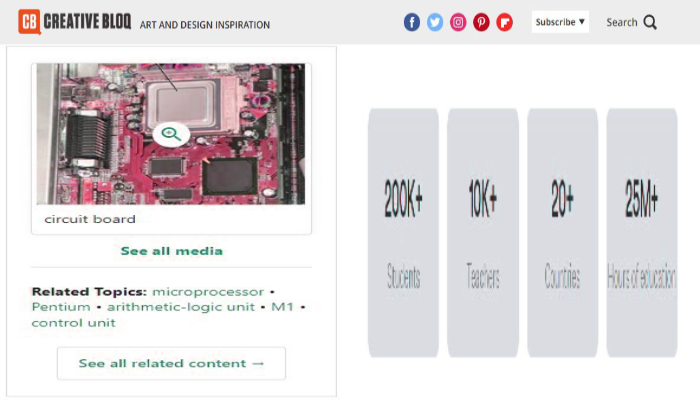 CB CREATIVE BLOQ ART AND DESIGN INSPIRATION
Subscribe ▼ Search
circuit board
See all media
Related Topics: microprocessor •
Pentium • arithmetic-logic unit • M1 •
control unit
See all related content →
200K+
Students
10K+
Teachers
20+
Countries
25M+
Hours of education